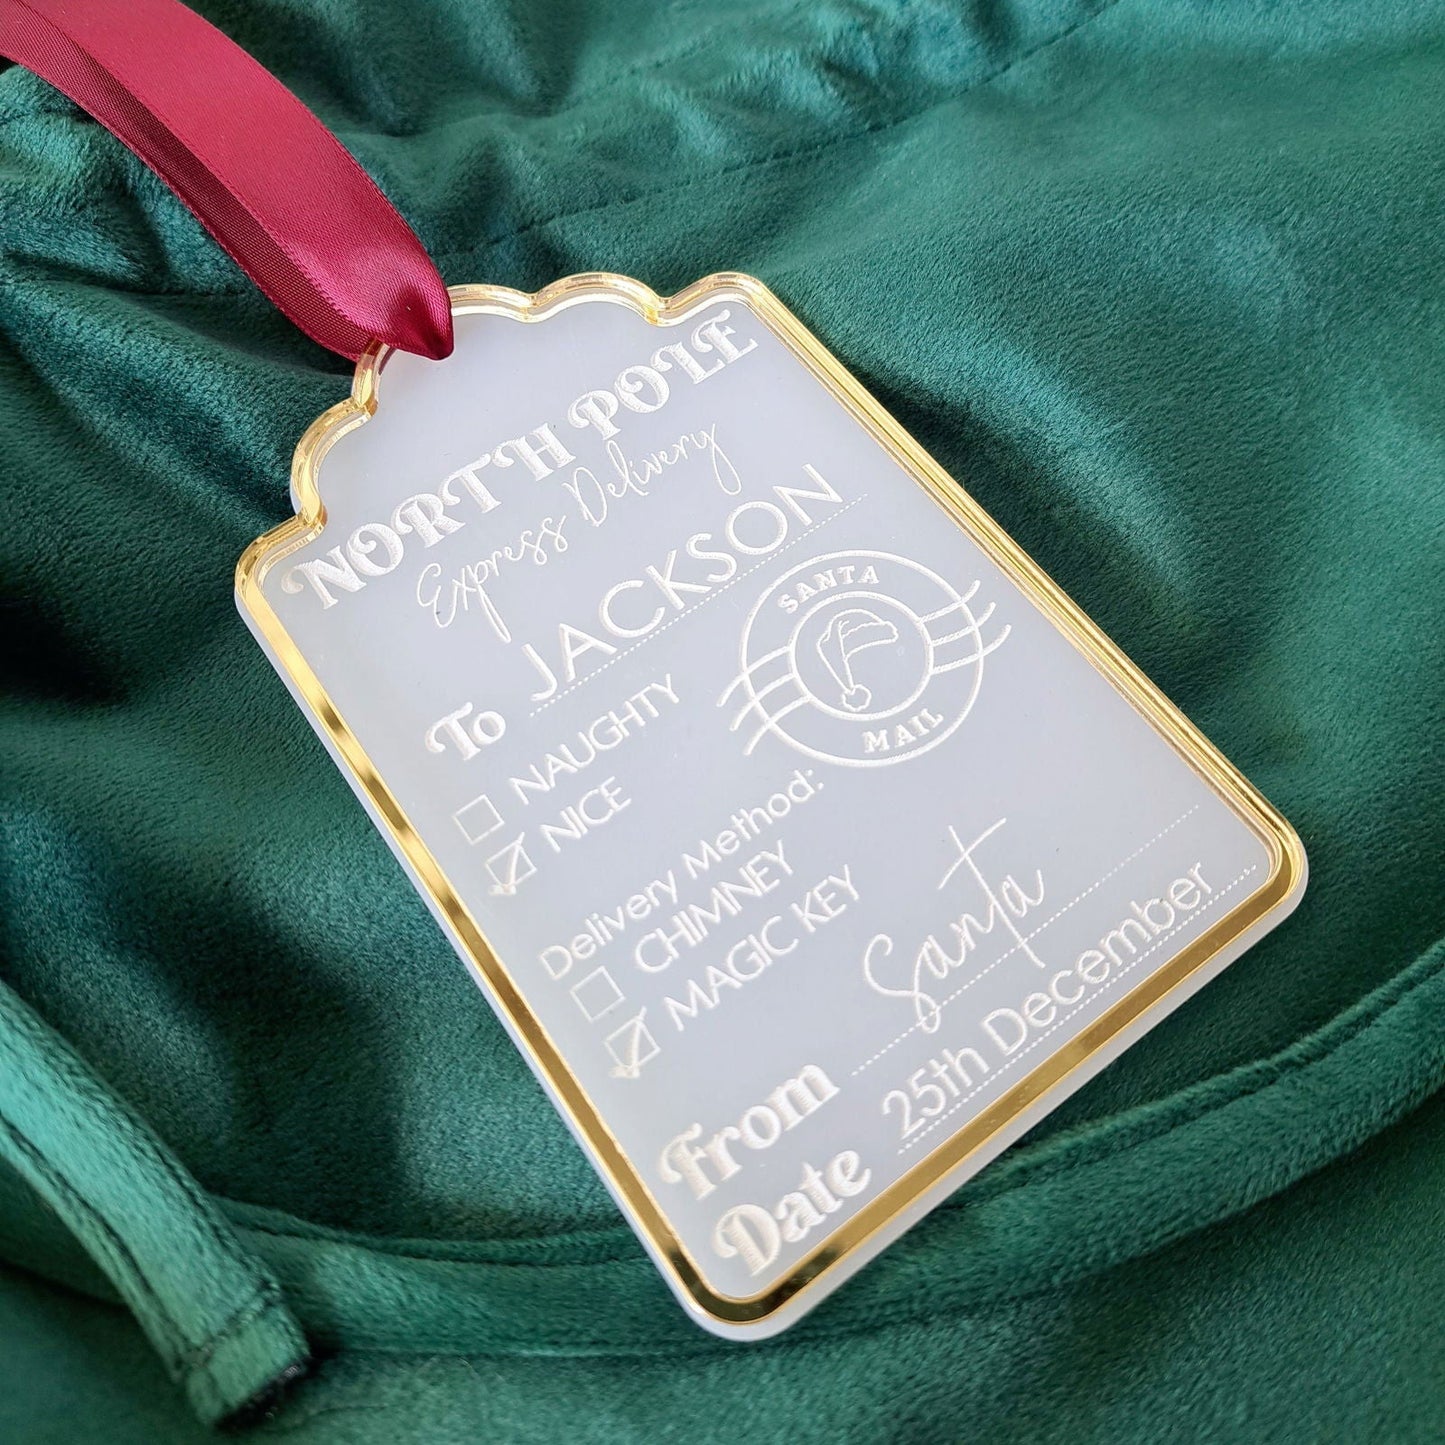 NORTH POLE
Express Delivery
To JACKSON
NAUGHTY
NICE
SANTA
MAIL
Delivery Method:
CHIMNEY
MAGIC KEY
From Santa
Date 25th December